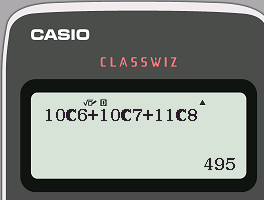 CASIO
CLASSWIZ
√⊡/ D ▲
10C6+10C7+11C8
495